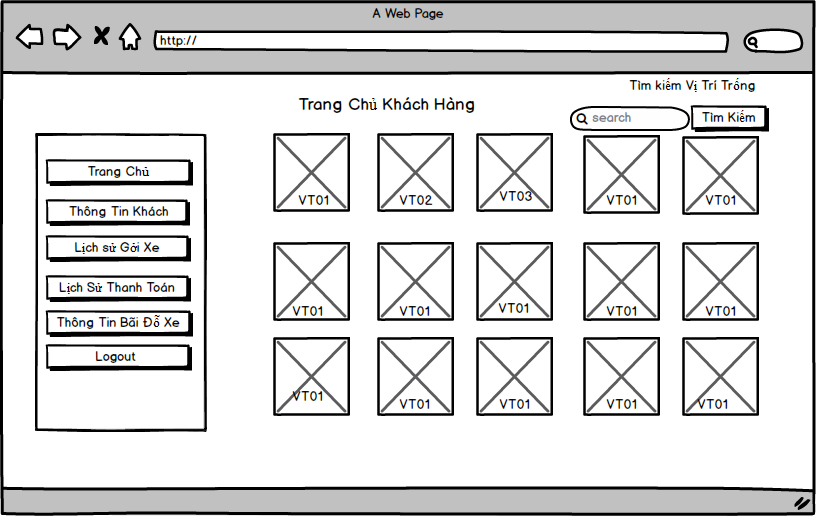 A Web Page
http://
Tìm kiếm Vị Trí Trống
Trang Chủ Khách Hàng
search
Tìm Kiếm
Trang Chủ
Thông Tin Khách
Lịch sử Gởi Xe
Lịch Sử Thanh Toán
Thông Tin Bãi Đỗ Xe
Logout
VT01 VT02 VT03 VT01 VT01
VT01 VT01 VT01 VT01 VT01
VT01 VT01 VT01 VT01 VT01